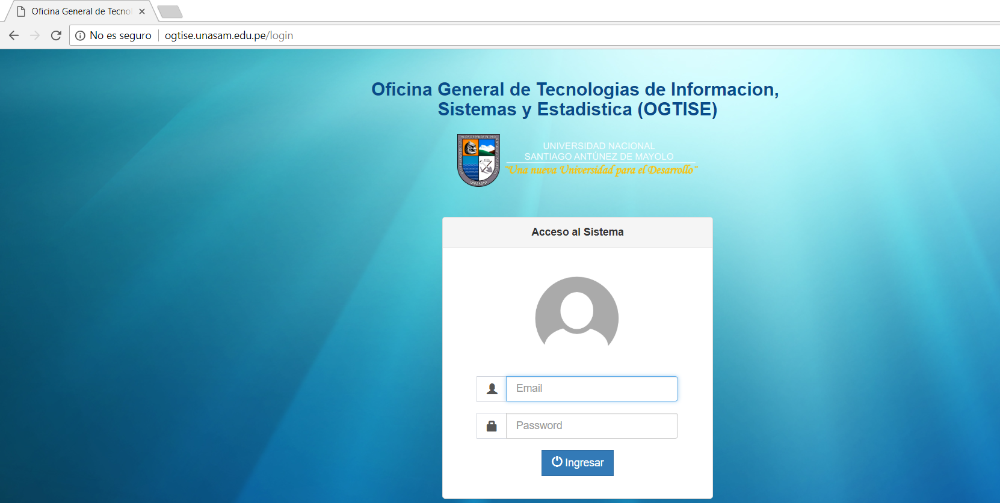 Oficina General de Tecno
No es seguro
ogtise.unasam.edu.pe/login
Oficina General de Tecnologias de Informacion,
Sistemas y Estadistica (OGTISE)
UNIVERSIDAD NACIONAL
SANTIAGO ANTÚNEZ DE MAYOLO
"Una nueva Universidad para el Desarrollo"
UNASAM
Acceso al Sistema
Email
Password
Ingresar